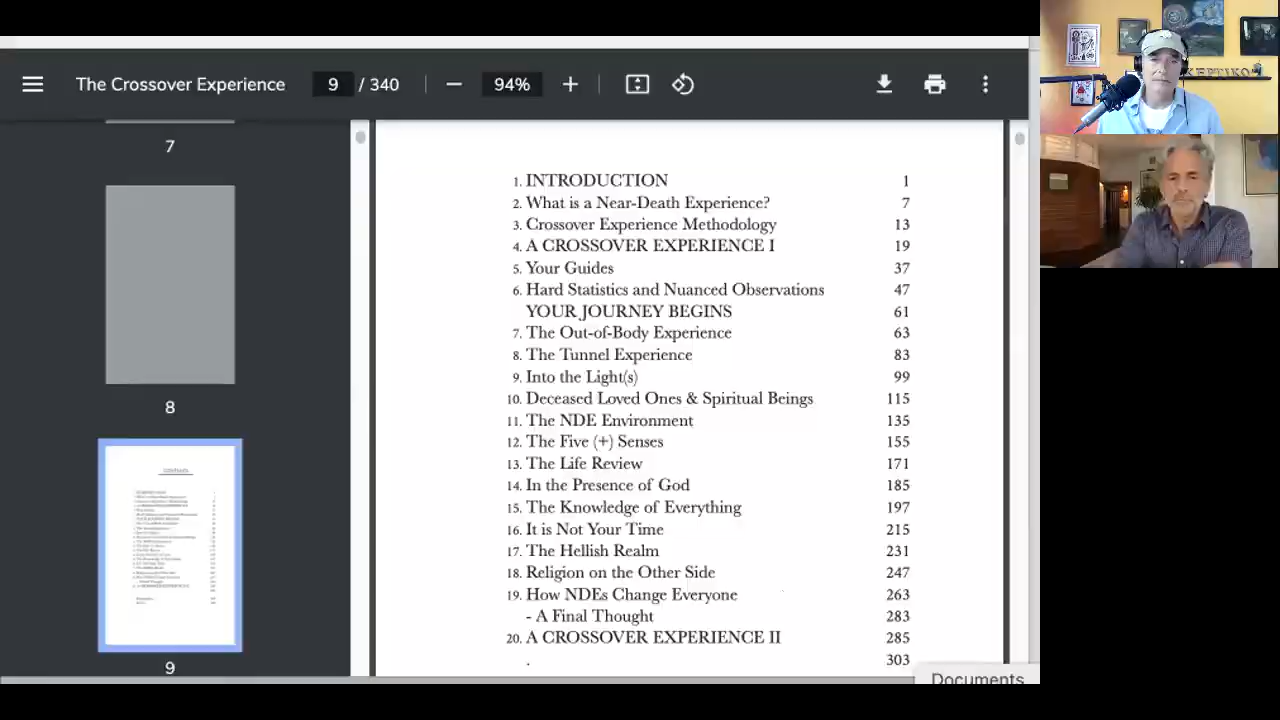 The Crossover Experience 9 / 340 94%
7
8
9
1. INTRODUCTION 1
2. What is a Near-Death Experience? 7
3. Crossover Experience Methodology 13
4. A CROSSOVER EXPERIENCE I 19
5. Your Guides 37
6. Hard Statistics and Nuanced Observations 47
YOUR JOURNEY BEGINS 61
7. The Out-of-Body Experience 63
8. The Tunnel Experience 83
9. Into the Light(s) 99
10. Deceased Loved Ones & Spiritual Beings 115
11. The NDE Environment 135
12. The Five (+) Senses 155
13. The Life Review 171
14. In the Presence of God 185
15. The Knowledge of Everything 197
16. It is Not Your Time 215
17. The Hellish Realm 231
18. Religion on the Other Side 247
19. How NDEs Change Everyone 263
- A Final Thought 283
20. A CROSSOVER EXPERIENCE II 285
. 303
Documents
KEPTIKO